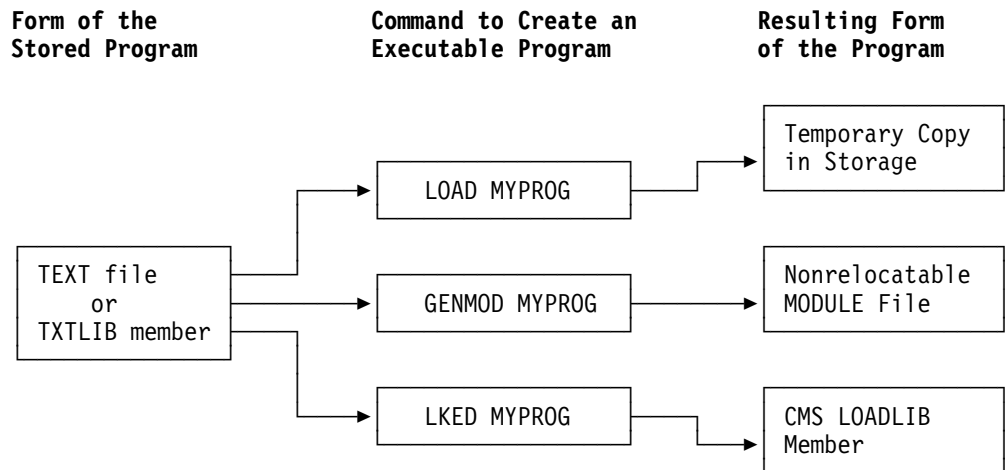 Form of the
Stored Program
Command to Create an
Executable Program
Resulting Form
of the Program
TEXT file
or
TXTLIB member
LOAD MYPROG
GENMOD MYPROG
LKED MYPROG
Temporary Copy
in Storage
Nonrelocatable
MODULE File
CMS LOADLIB
Member